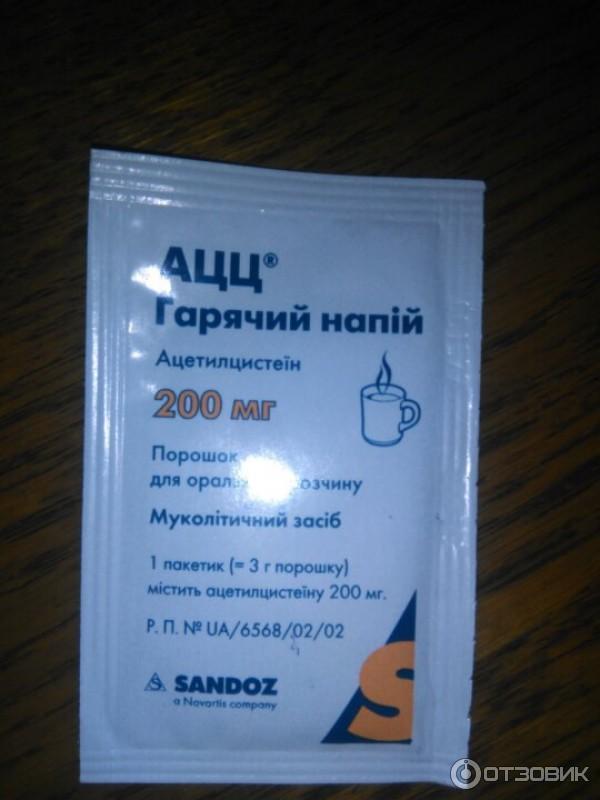 АЦЦ®
Гарячий напій
Ацетилцистеїн
200 мг
Порошок
для розчину
Муколітичний засіб
1 пакетик (= 3 г порошку)
містить ацетилцистеїну 200 мг.
Р. П. № UA/6568/02/02
SANDOZ
a Novartis company
S
ОТЗОВИК